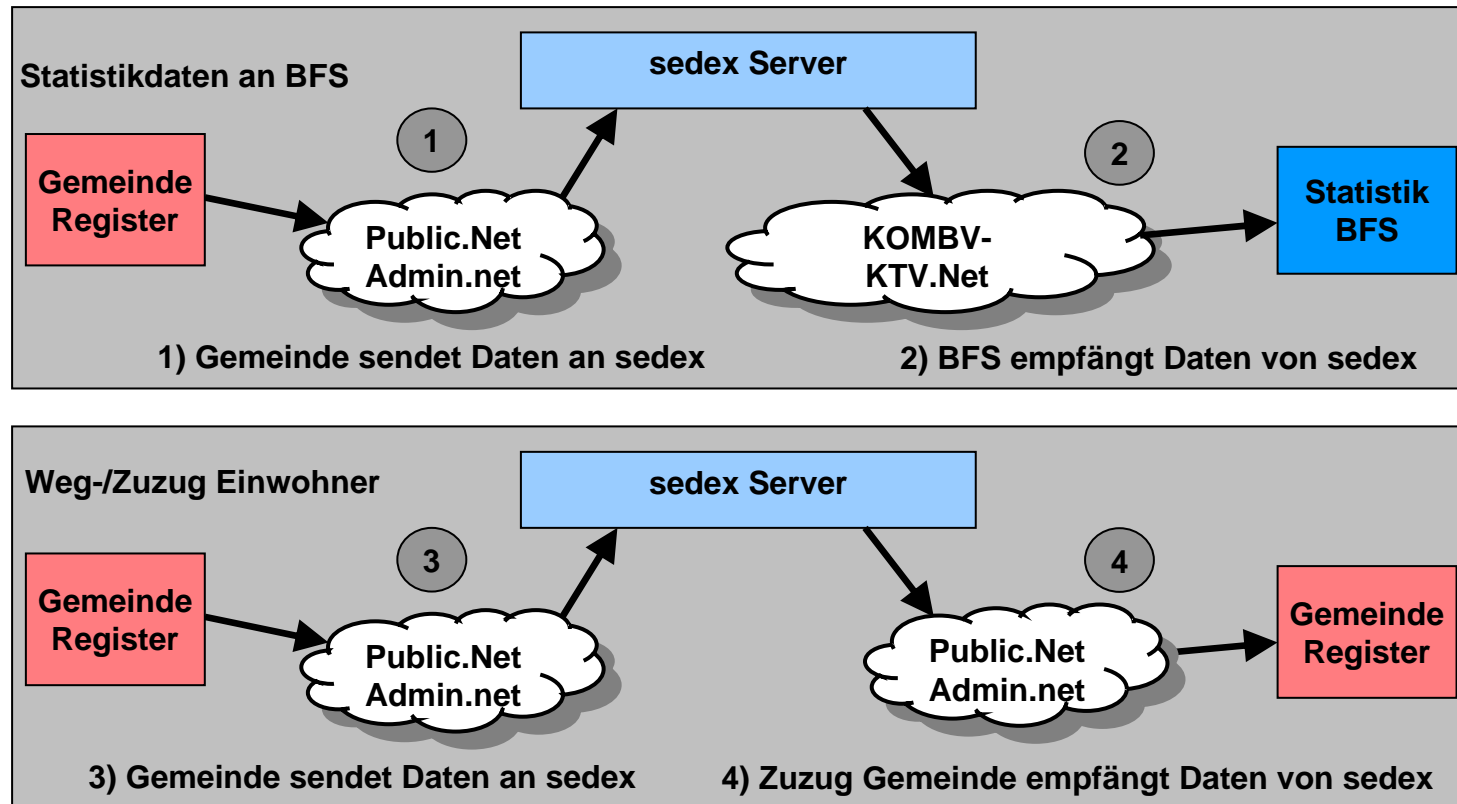 Statistikdaten an BFS
sedex Server
1
2
Gemeinde
Register
Public.Net
Admin.net
KOMBV-
KTV.Net
Statistik
BFS
1) Gemeinde sendet Daten an sedex
2) BFS empfängt Daten von sedex
Weg-/Zuzug Einwohner
sedex Server
3
4
Gemeinde
Register
Public.Net
Admin.net
Public.Net
Admin.net
Gemeinde
Register
3) Gemeinde sendet Daten an sedex
4) Zuzug Gemeinde empfängt Daten von sedex